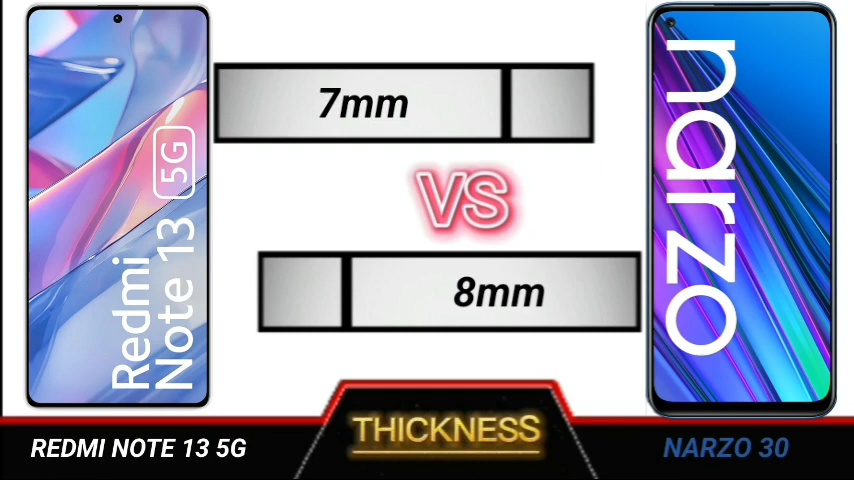 Redmi
Note 13 5G
7mm
VS
8mm
narzo
THICKNESS
REDMI NOTE 13 5G
NARZO 30